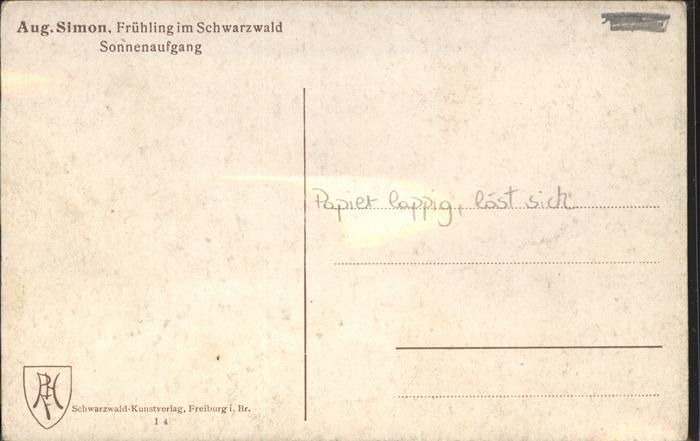 Aug. Simon, Frühling im Schwarzwald
Sonnenaufgang
Papier lappig, löst sich
Schwarzwald-Kunstverlag, Freiburg i. Br.
I 4